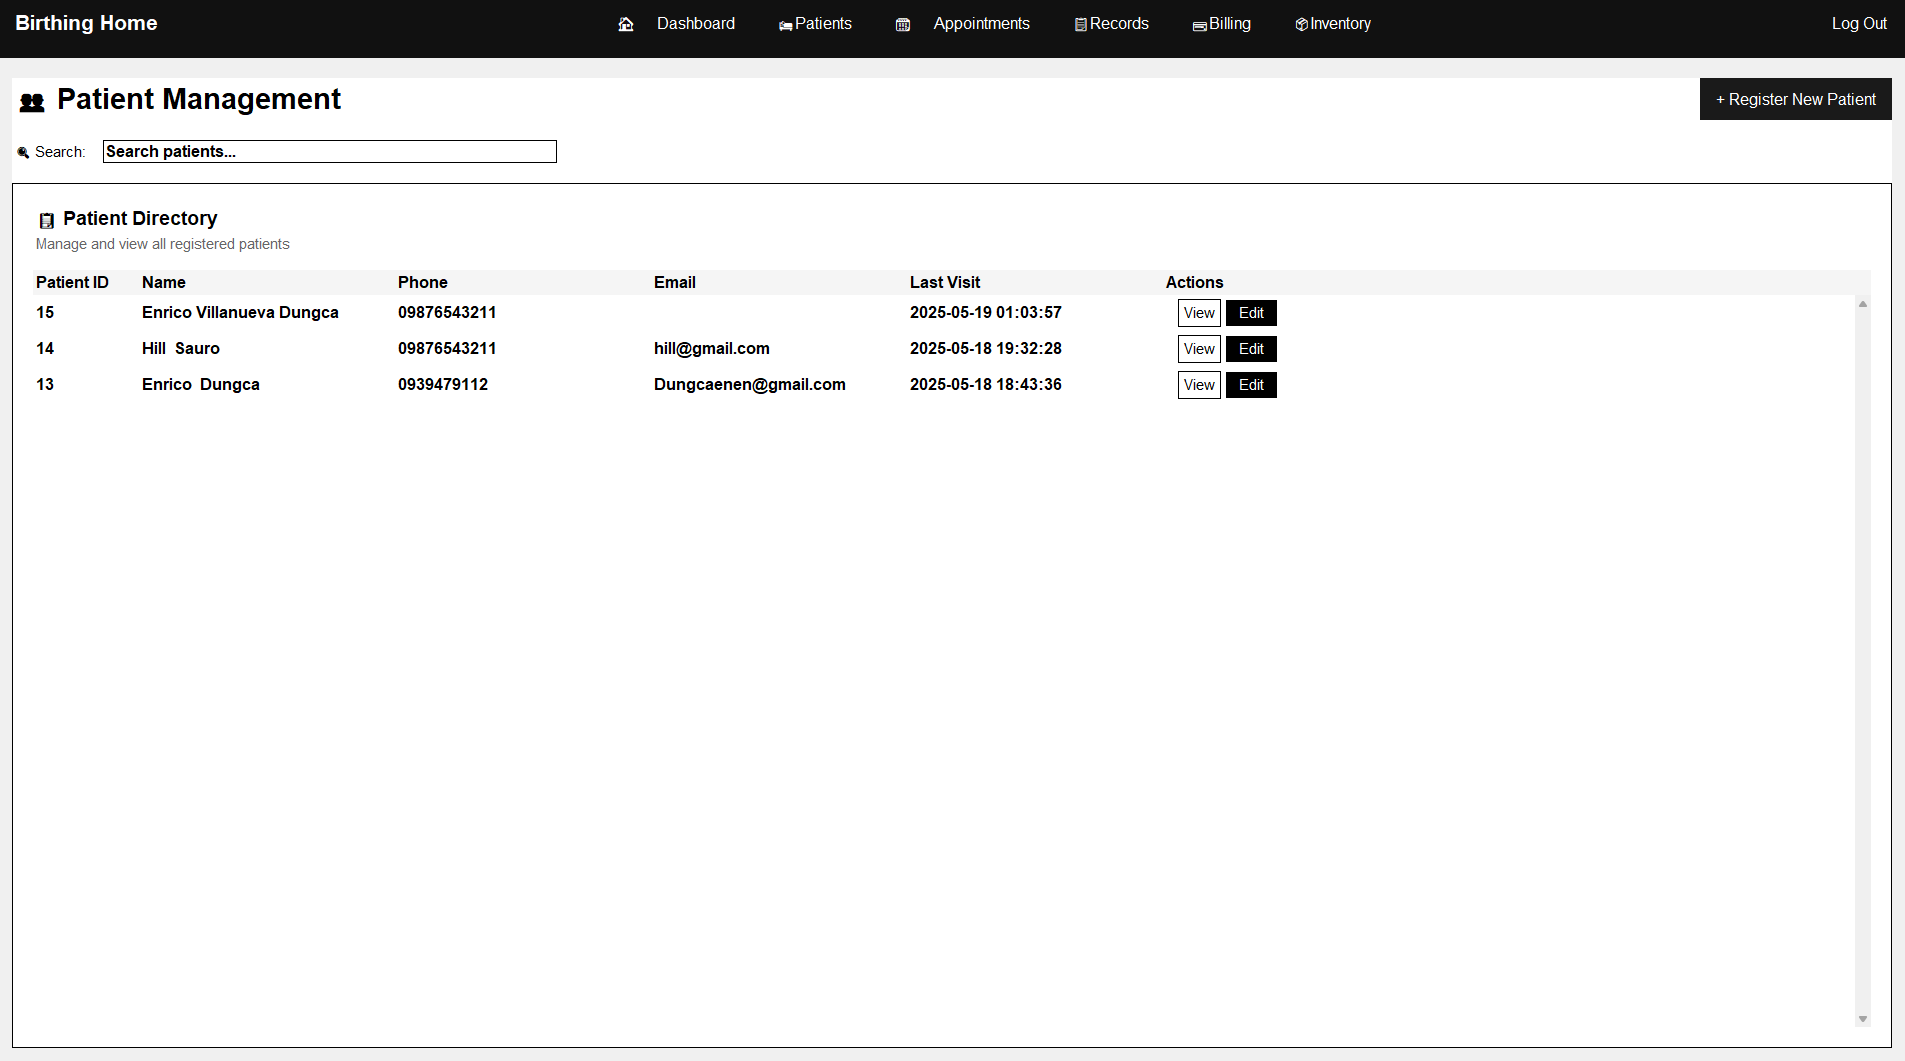 Birthing Home Dashboard Patients Appointments Records Billing Inventory Log Out
Patient Management + Register New Patient
Search: Search patients...
Patient Directory
Manage and view all registered patients
Patient ID Name Phone Email Last Visit Actions
15 Enrico Villanueva Dungca 09876543211 2025-05-19 01:03:57 View Edit
14 Hill  Sauro 09876543211 hill@gmail.com 2025-05-18 19:32:28 View Edit
13 Enrico  Dungca 0939479112 Dungcaenen@gmail.com 2025-05-18 18:43:36 View Edit